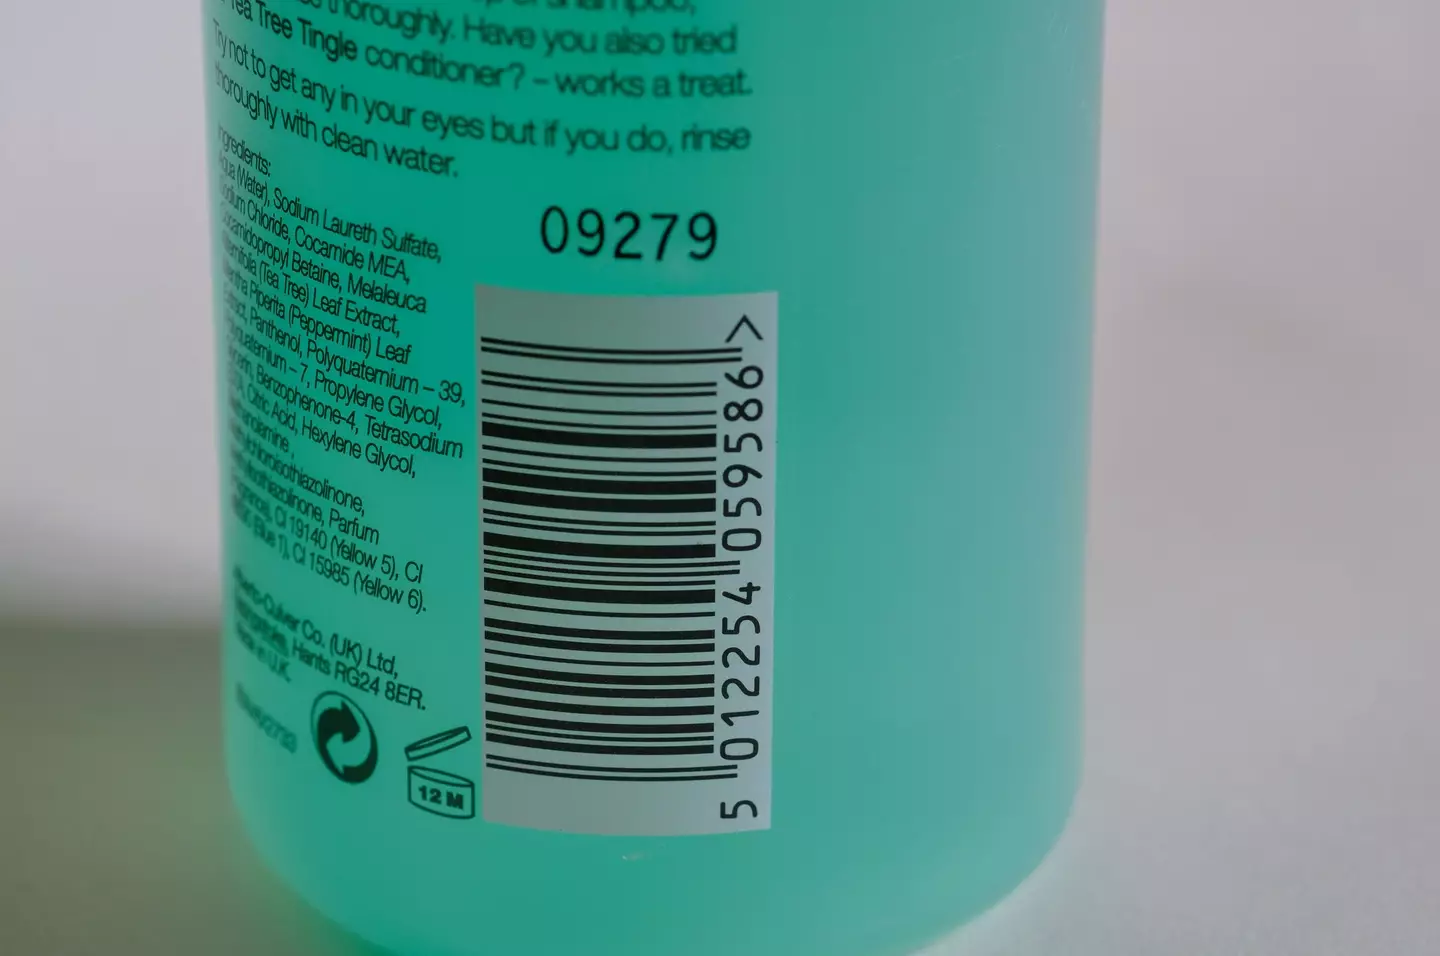 thoroughly. Have you also tried
Tea Tree Tingle conditioner? – works a treat.
Try not to get any in your eyes but if you do, rinse
thoroughly with clean water.
Ingredients:
Aqua (Water), Sodium Laureth Sulfate,
Sodium Chloride, Cocamide MEA,
Cocamidopropyl Betaine, Melaleuca
(Tea Tree) Leaf Extract,
Mentha Piperita (Peppermint) Leaf
Extract, Panthenol, Polyquaternium – 39,
Polyquaternium – 7, Propylene Glycol,
Glycerin, Benzophenone-4, Tetrasodium
Citric Acid, Hexylene Glycol,
Parfum
CI 19140 (Yellow 5), CI
(Blue 1), CI 15985 (Yellow 6).
Co. (UK) Ltd,
Hants RG24 8ER.
Made in U.K.
12 M
09279
5 012254 059586 >